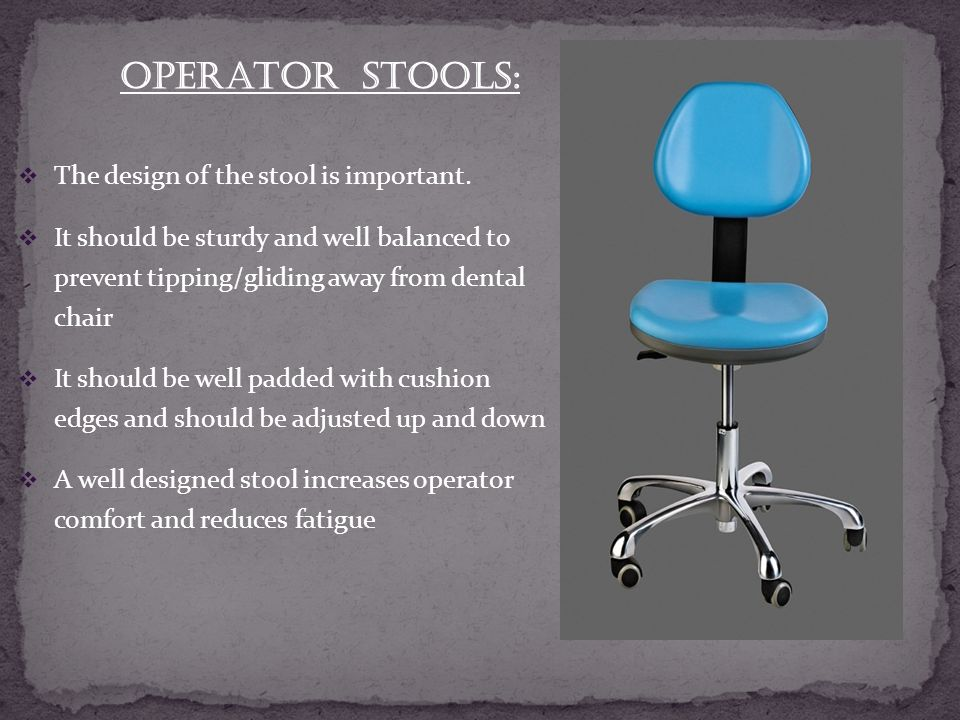 OPERATOR STOOLS:
❖ The design of the stool is important.
❖ It should be sturdy and well balanced to
prevent tipping/gliding away from dental
chair
❖ It should be well padded with cushion
edges and should be adjusted up and down
❖ A well designed stool increases operator
comfort and reduces fatigue